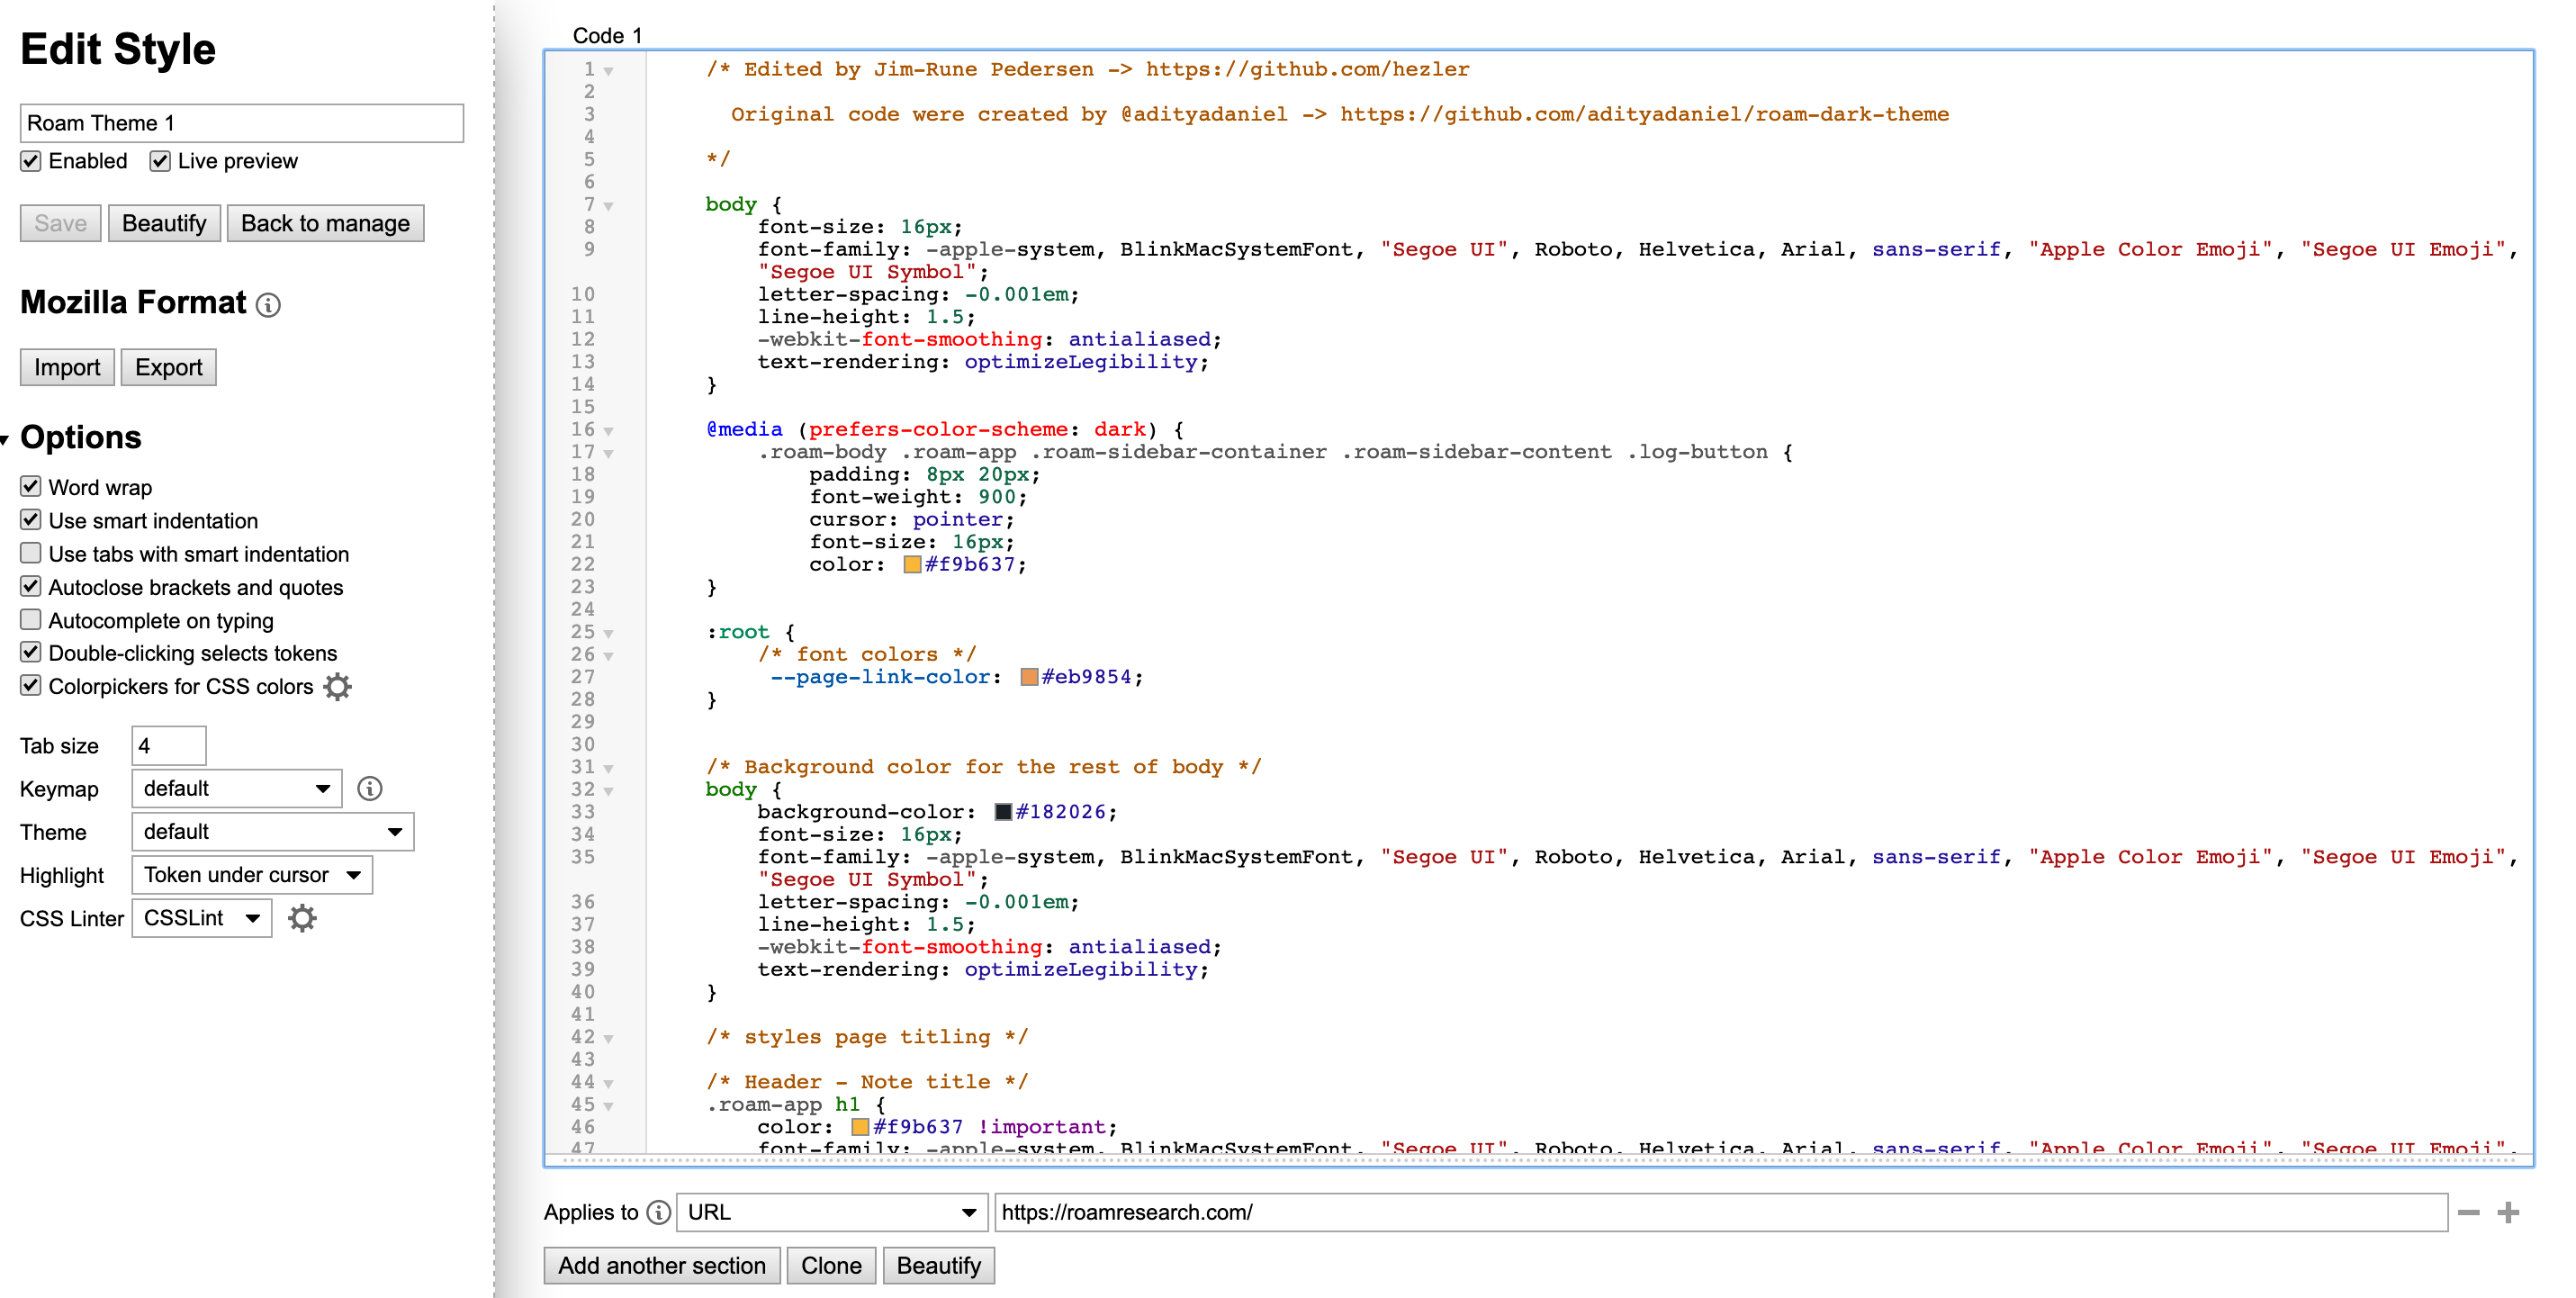 Edit Style
Roam Theme 1
Enabled Live preview
Save Beautify Back to manage
Mozilla Format
Import Export
Options
Word wrap
Use smart indentation
Use tabs with smart indentation
Autoclose brackets and quotes
Autocomplete on typing
Double-clicking selects tokens
Colorpickers for CSS colors
Tab size 4
Keymap default
Theme default
Highlight Token under cursor
CSS Linter CSSLint
Code 1
1 /* Edited by Jim-Rune Pedersen -> https://github.com/hezler
2
3 Original code were created by @adityadaniel -> https://github.com/adityadaniel/roam-dark-theme
4
5 */
6
7 body {
8 font-size: 16px;
9 font-family: -apple-system, BlinkMacSystemFont, "Segoe UI", Roboto, Helvetica, Arial, sans-serif, "Apple Color Emoji", "Segoe UI Emoji",
"Segoe UI Symbol";
10 letter-spacing: -0.001em;
11 line-height: 1.5;
12 -webkit-font-smoothing: antialiased;
13 text-rendering: optimizeLegibility;
14 }
15
16 @media (prefers-color-scheme: dark) {
17 .roam-body .roam-app .roam-sidebar-container .roam-sidebar-content .log-button {
18 padding: 8px 20px;
19 font-weight: 900;
20 cursor: pointer;
21 font-size: 16px;
22 color: #f9b637;
23 }
24
25 :root {
26 /* font colors */
27 --page-link-color: #eb9854;
28 }
29
30
31 /* Background color for the rest of body */
32 body {
33 background-color: #182026;
34 font-size: 16px;
35 font-family: -apple-system, BlinkMacSystemFont, "Segoe UI", Roboto, Helvetica, Arial, sans-serif, "Apple Color Emoji", "Segoe UI Emoji",
"Segoe UI Symbol";
36 letter-spacing: -0.001em;
37 line-height: 1.5;
38 -webkit-font-smoothing: antialiased;
39 text-rendering: optimizeLegibility;
40 }
41
42 /* styles page titling */
43
44 /* Header - Note title */
45 .roam-app h1 {
46 color: #f9b637 !important;
47 font-family: -apple-system, BlinkMacSystemFont, "Segoe UI", Roboto, Helvetica, Arial, sans-serif, "Apple Color Emoji", "Segoe UI Emoji",
Applies to URL https://roamresearch.com/
Add another section Clone Beautify